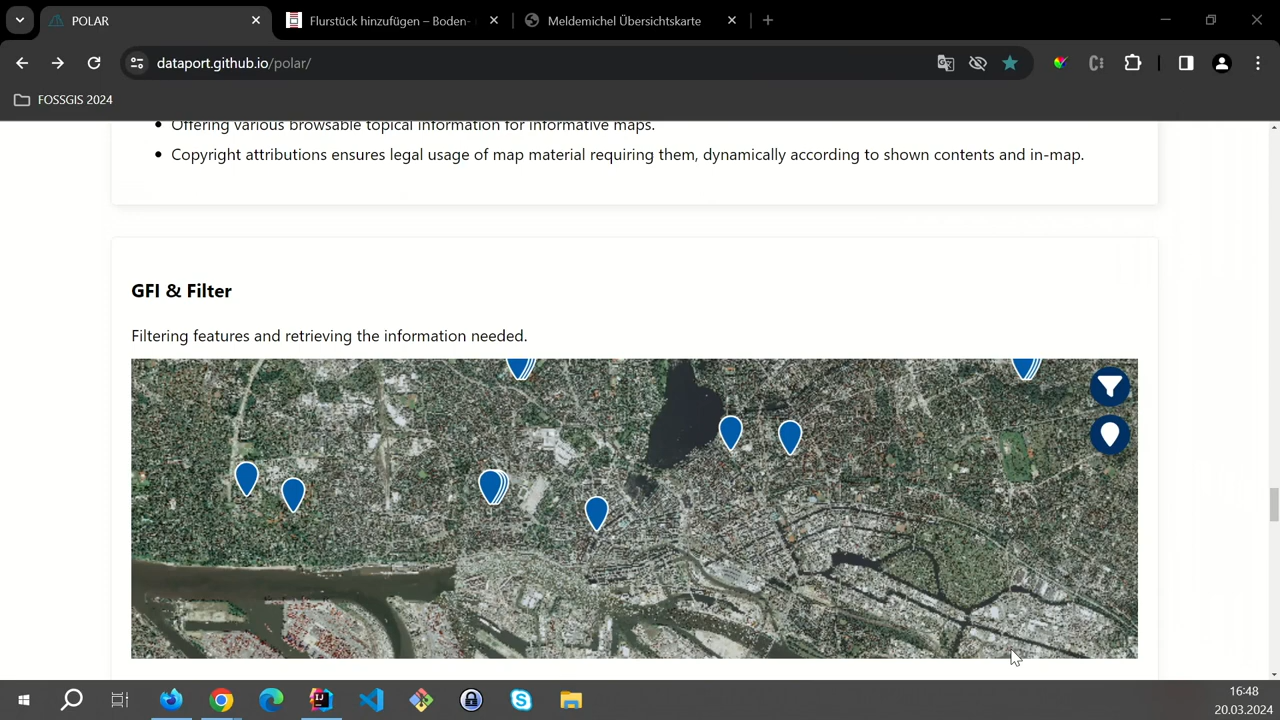 POLAR
Flurstück hinzufügen – Boden-
Meldemichel Übersichtskarte
dataport.github.io/polar/
FOSSGIS 2024
Offering various browsable topical information for informative maps.
Copyright attributions ensures legal usage of map material requiring them, dynamically according to shown contents and in-map.
GFI & Filter
Filtering features and retrieving the information needed.
16:48
20.03.2024